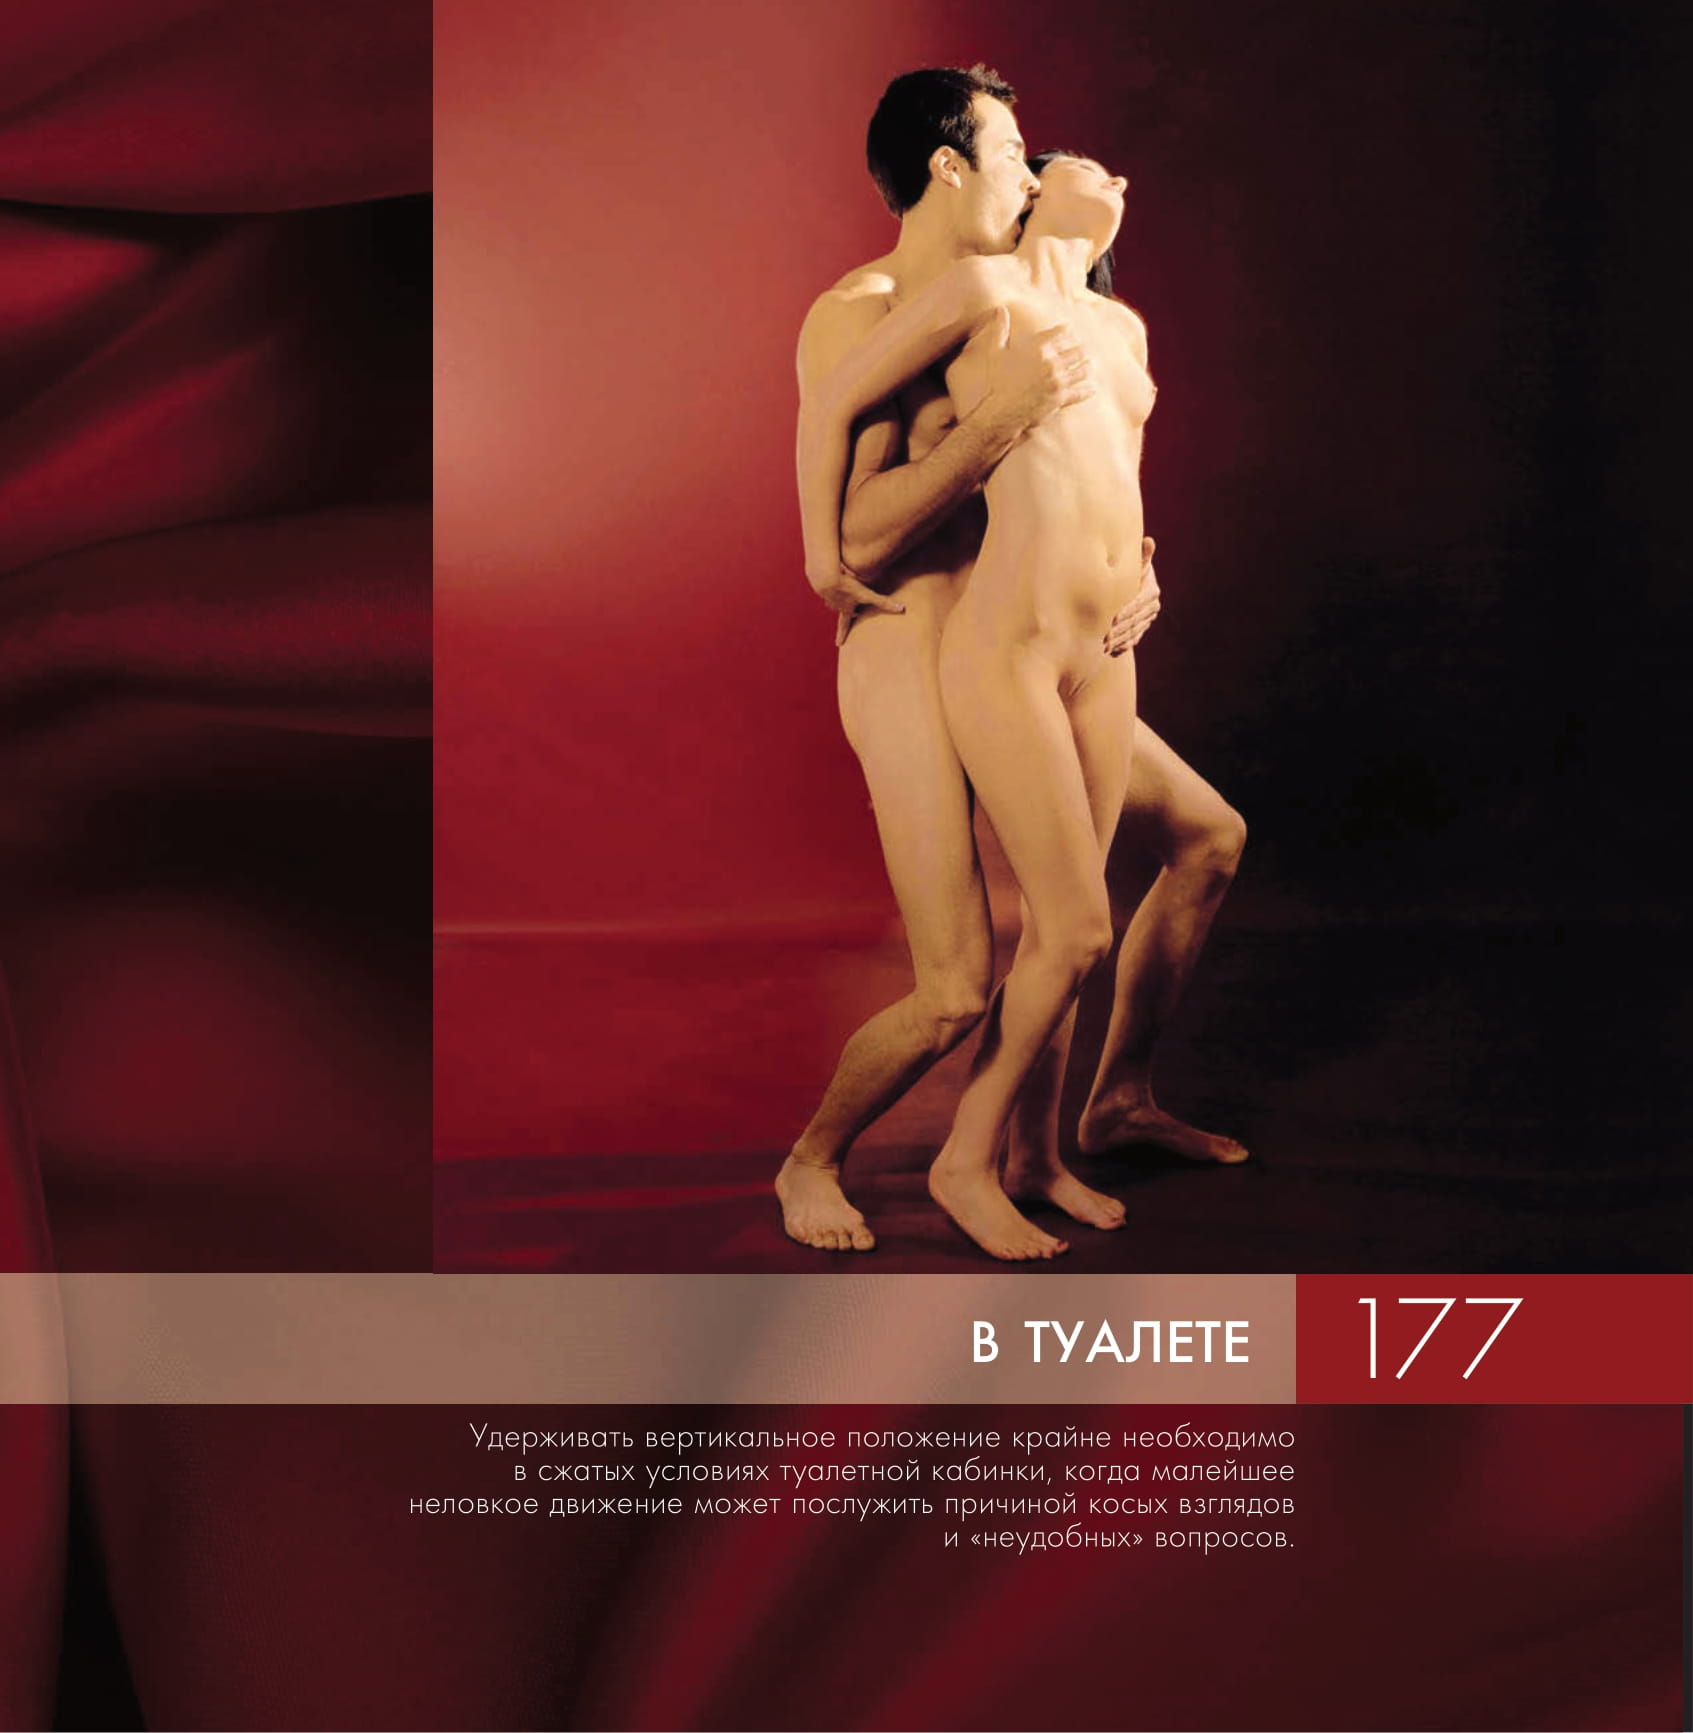 В ТУАЛЕТЕ
177
Удерживать вертикальное положение крайне необходимо
в сжатых условиях туалетной кабинки, когда малейшее
неловкое движение может послужить причиной косых взглядов
и «неудобных» вопросов.